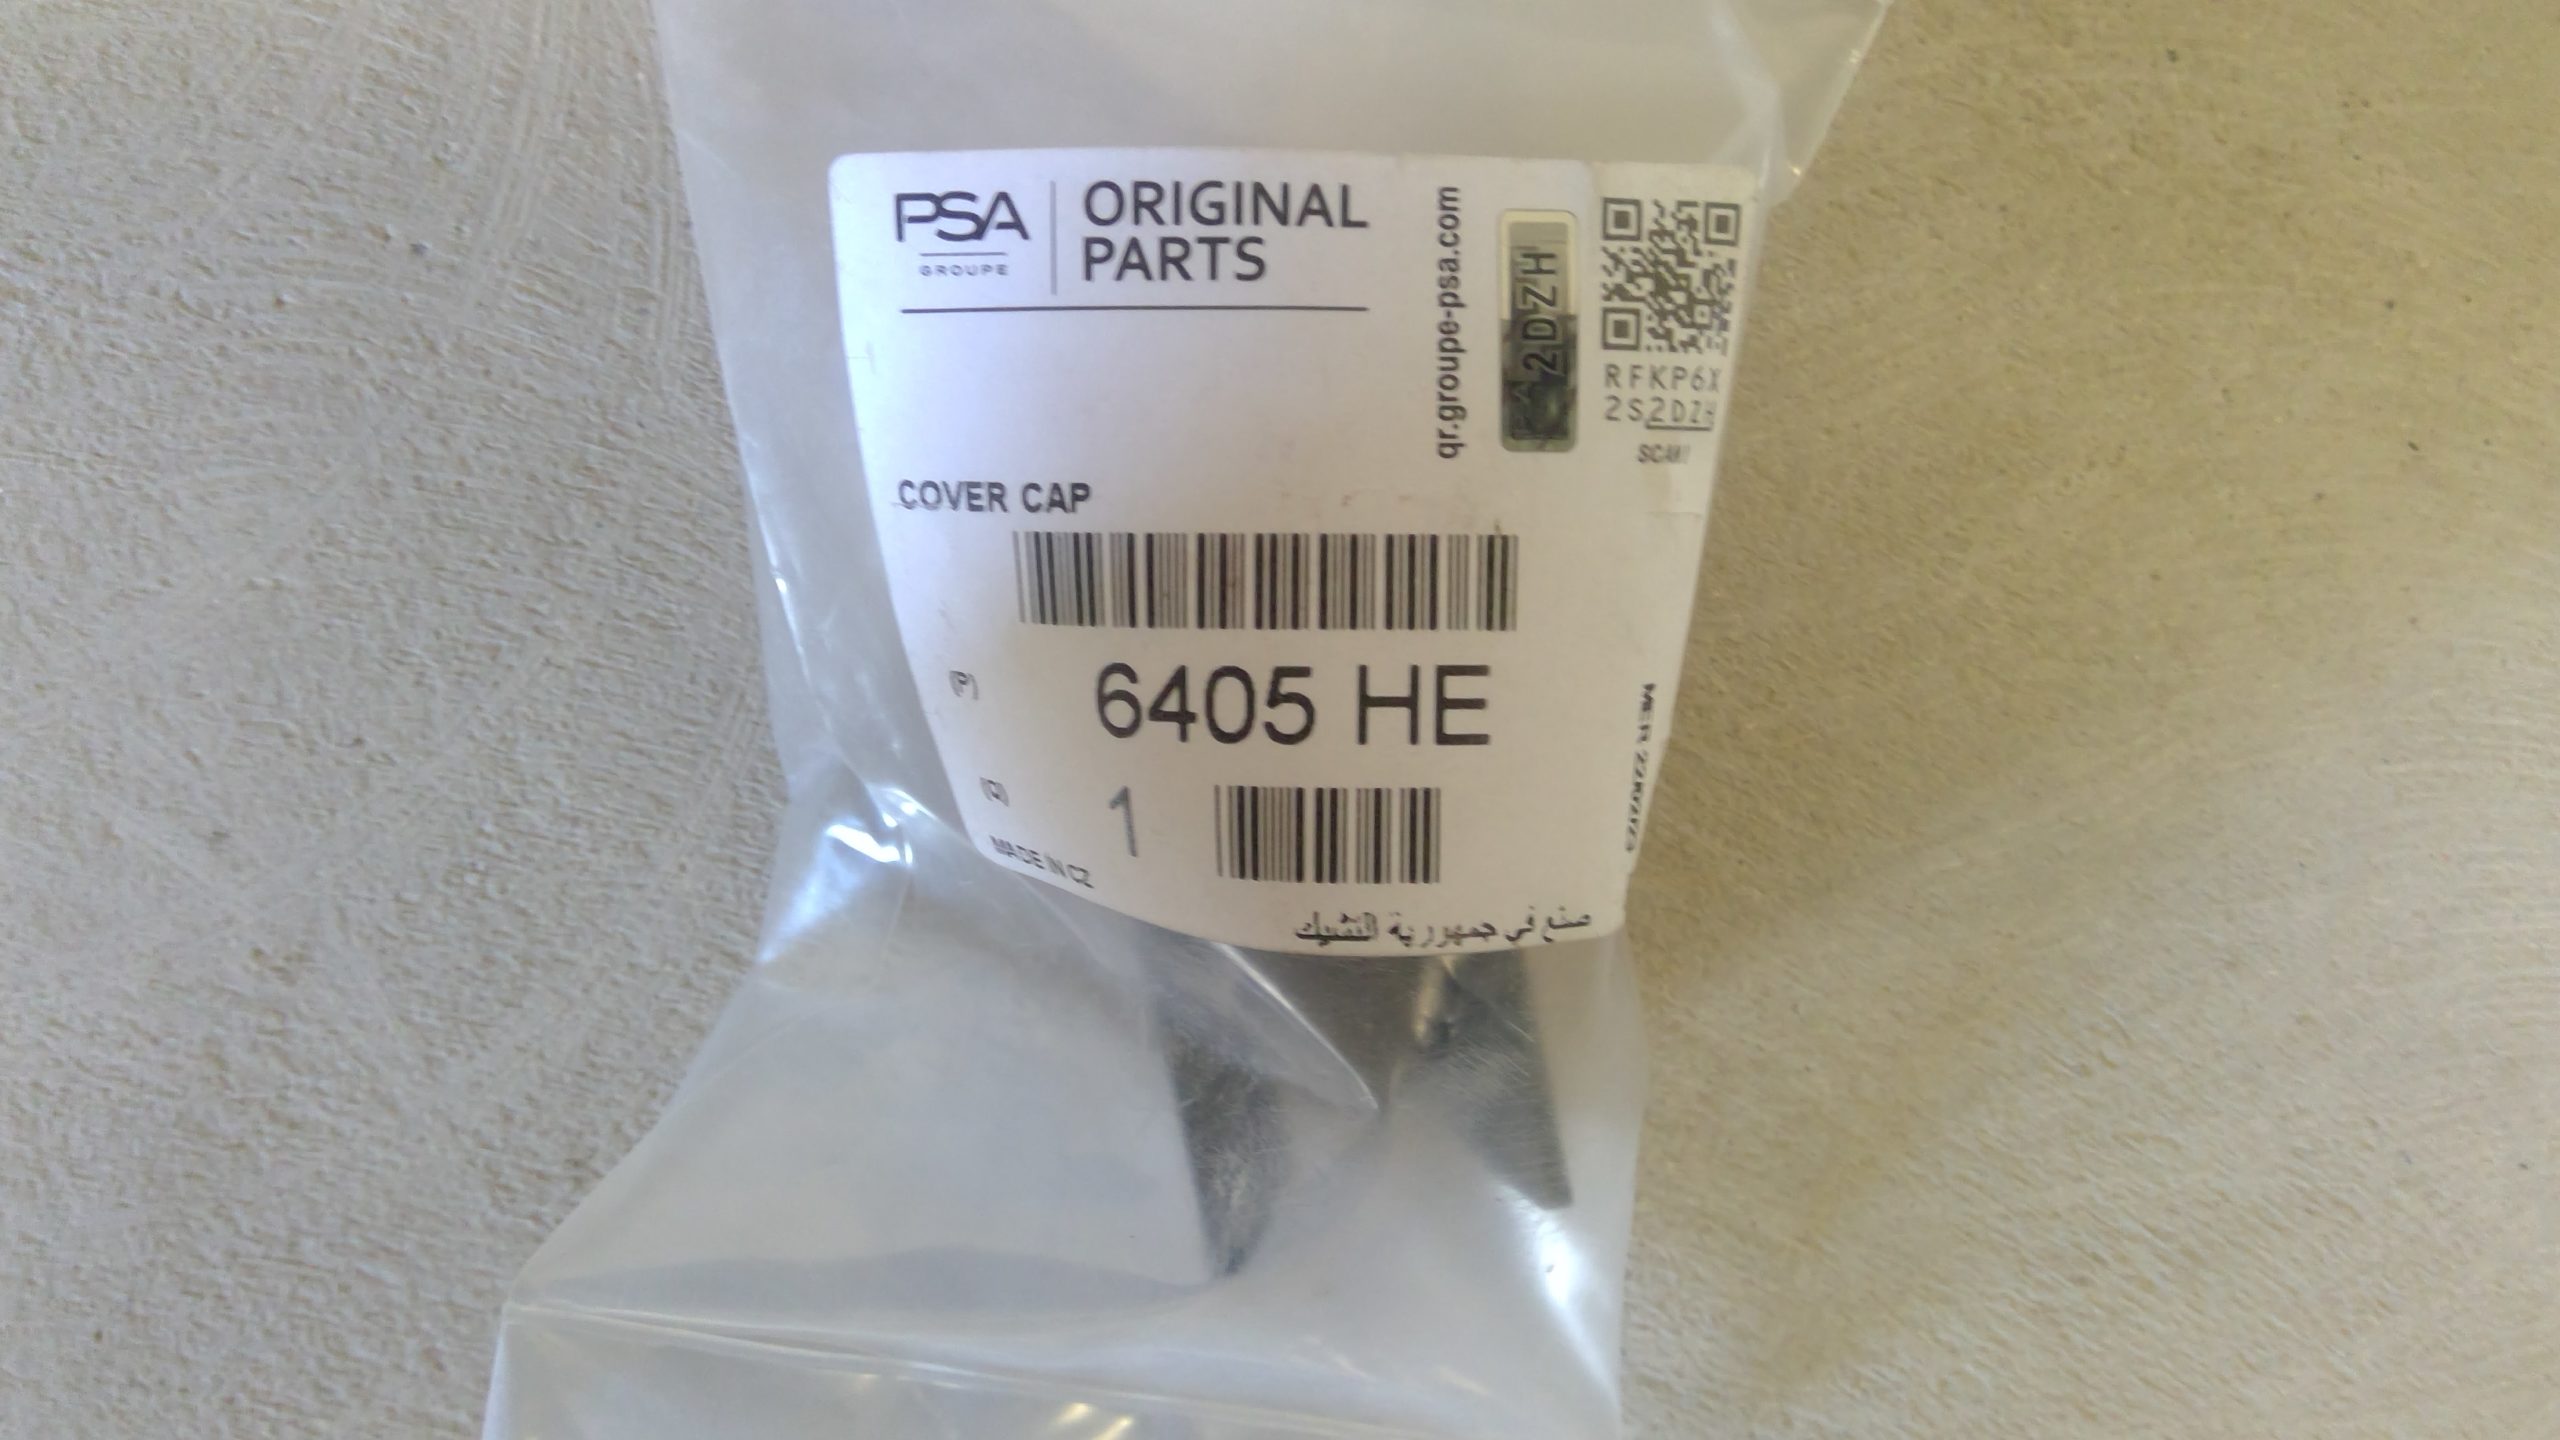 PSA
GROUPE
ORIGINAL
PARTS
qr.groupe-psa.com
2DZH
RFKP6X
2S2DZH
SCAN
COVER CAP
(P)
6405 HE
(Q)
1
MADE IN CZ
صنع في جمهورية التشيك